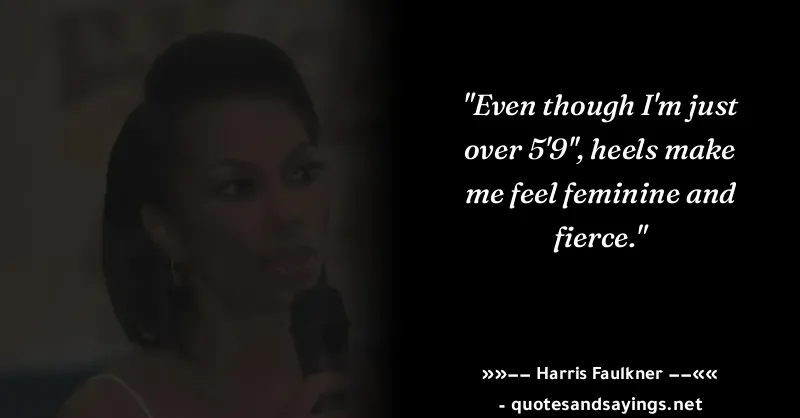 "Even though I'm just
over 5'9", heels make
me feel feminine and
fierce."
»»—— Harris Faulkner ——««
- quotesandsayings.net